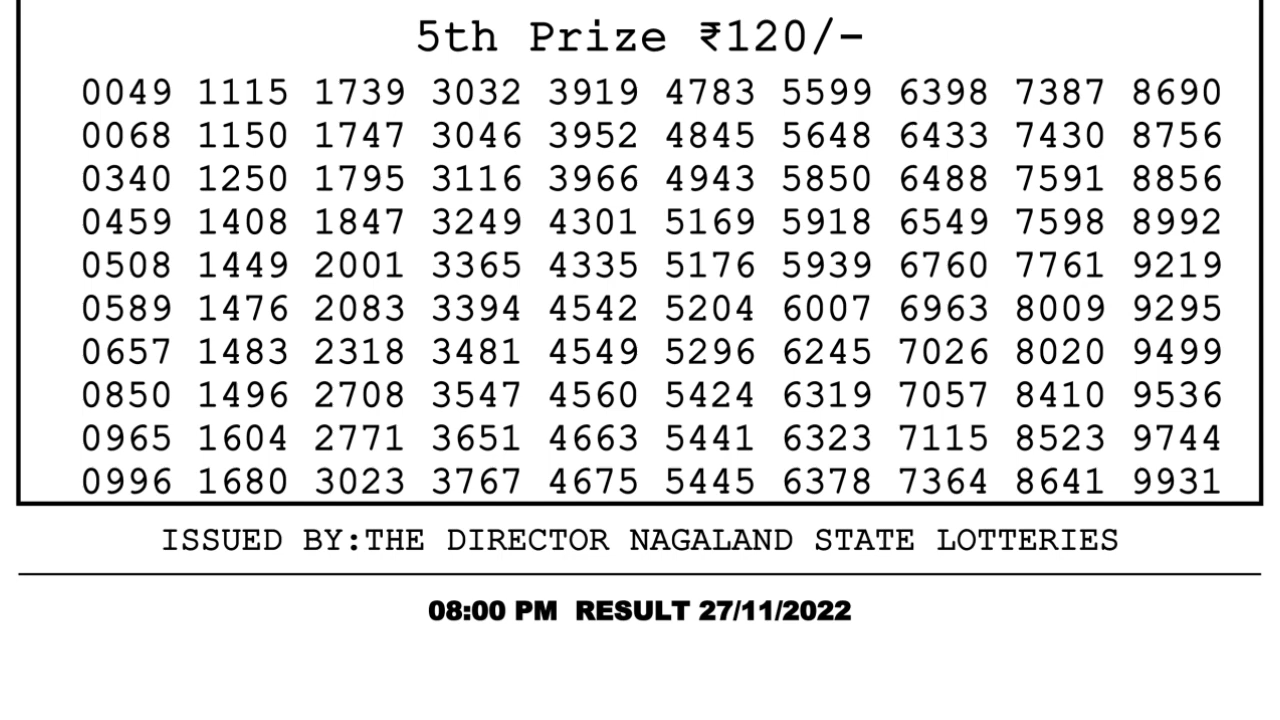 5th Prize ₹120/-
0049 1115 1739 3032 3919 4783 5599 6398 7387 8690
0068 1150 1747 3046 3952 4845 5648 6433 7430 8756
0340 1250 1795 3116 3966 4943 5850 6488 7591 8856
0459 1408 1847 3249 4301 5169 5918 6549 7598 8992
0508 1449 2001 3365 4335 5176 5939 6760 7761 9219
0589 1476 2083 3394 4542 5204 6007 6963 8009 9295
0657 1483 2318 3481 4549 5296 6245 7026 8020 9499
0850 1496 2708 3547 4560 5424 6319 7057 8410 9536
0965 1604 2771 3651 4663 5441 6323 7115 8523 9744
0996 1680 3023 3767 4675 5445 6378 7364 8641 9931
ISSUED BY:THE DIRECTOR NAGALAND STATE LOTTERIES
08:00 PM RESULT 27/11/2022